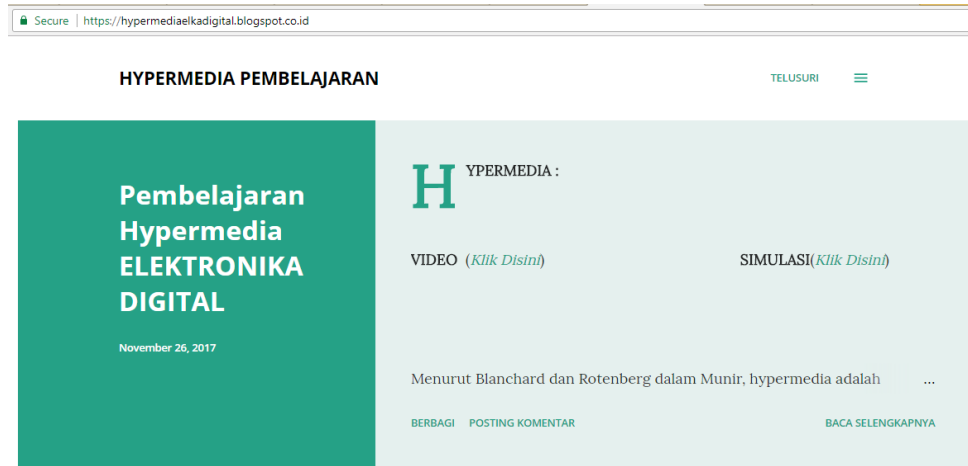 Secure | https://hypermediaelkadigital.blogspot.co.id
HYPERMEDIA PEMBELAJARAN
TELUSURI
Pembelajaran
Hypermedia
ELEKTRONIKA
DIGITAL
November 26, 2017
HYPERMEDIA :
VIDEO (Klik Disini) SIMULASI(Klik Disini)
Menurut Blanchard dan Rotenberg dalam Munir, hypermedia adalah ...
BERBAGI POSTING KOMENTAR BACA SELENGKAPNYA